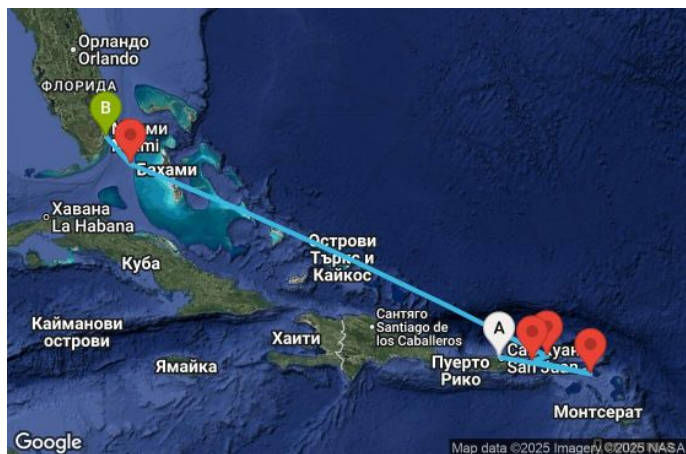 Орландо
Orlando
ФЛОРИДА
B
Miami
Бахами
Хавана
La Habana
Куба
Острови
Търкс и
Кайкос
Сантяго
Santiago de
los Caballeros
Кайманови
острови
Хаити
Ямайка
A
Пуерто
Рико
San Juan
Монтсерат
Google
Map data ©2025 Imagery ©2025 NASA